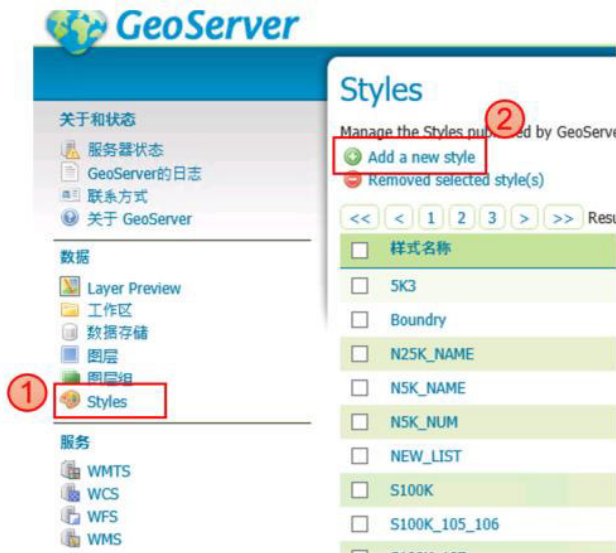 GeoServer
关于和状态
服务器状态
GeoServer的日志
联系方式
关于 GeoServer
数据
Layer Preview
工作区
数据存储
图层
图层组
1
Styles
服务
WMTS
WCS
WFS
WMS
Styles
2
Manage the Styles published by GeoServe
Add a new style
Removed selected style(s)
<< < 1 2 3 > >> Resu
样式名称
5K3
Boundry
N25K_NAME
N5K_NAME
N5K_NUM
NEW_LIST
S100K
S100K_105_106